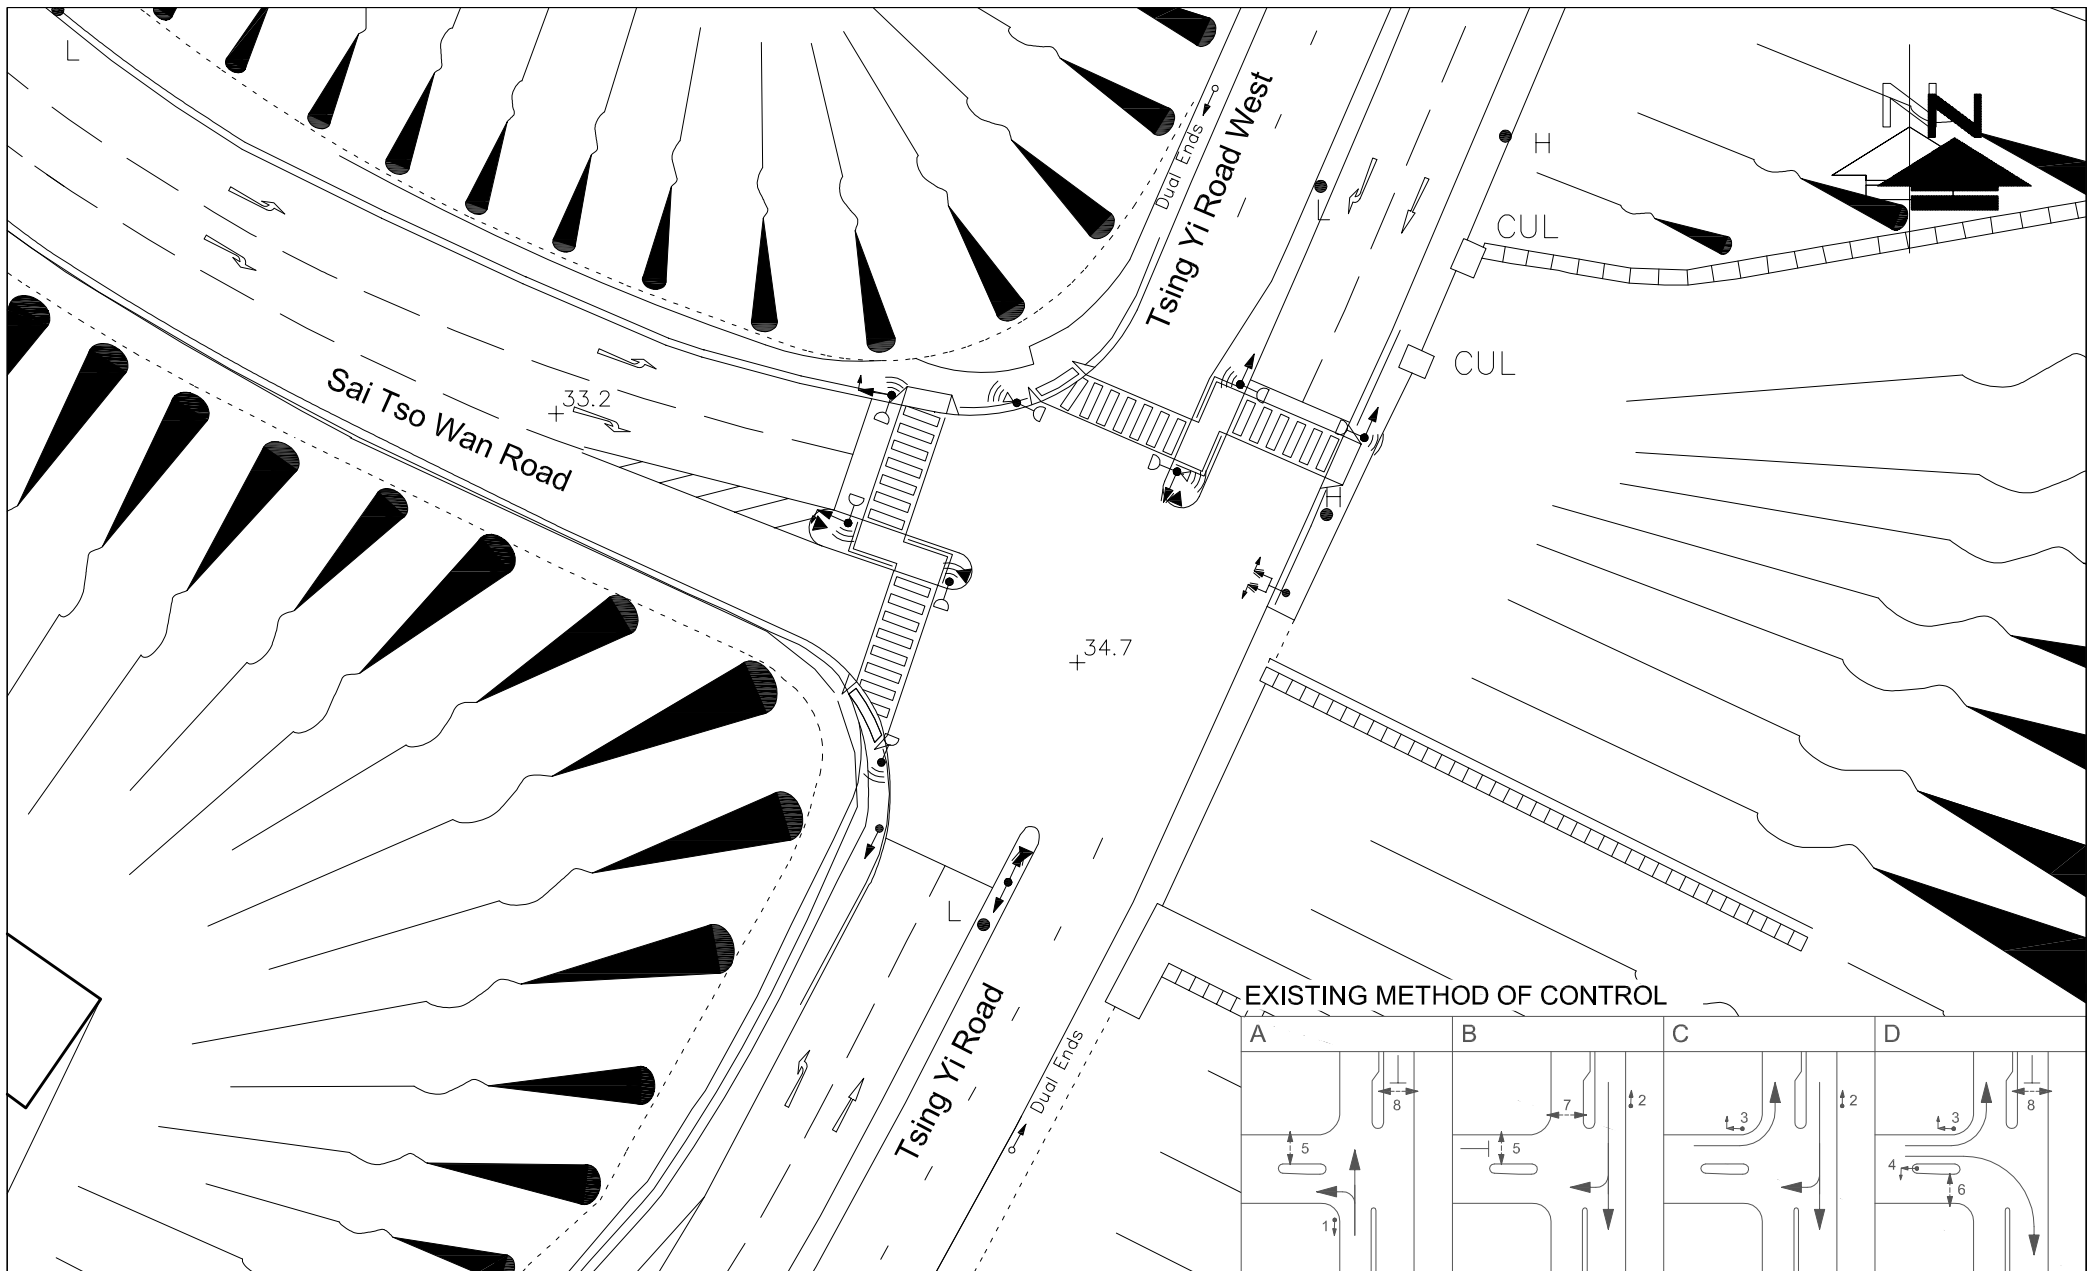 L
N
N
Tsing Yi Road West
Dual Ends
H
L
CUL
CUL
Sai Tso Wan Road
33.2
H
34.7
L
Tsing Yi Road
Dual Ends
EXISTING METHOD OF CONTROL
A
B
C
D
8
5
1
7
2
5
3
2
3
8
4
6